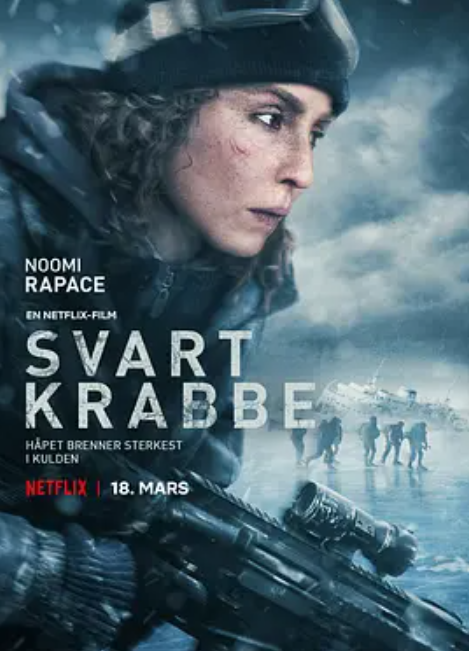 NOOMI
RAPACE
EN NETFLIX-FILM
SVART
KRABBE
HÅPET BRENNER STERKEST
I KULDEN
NETFLIX | 18. MARS